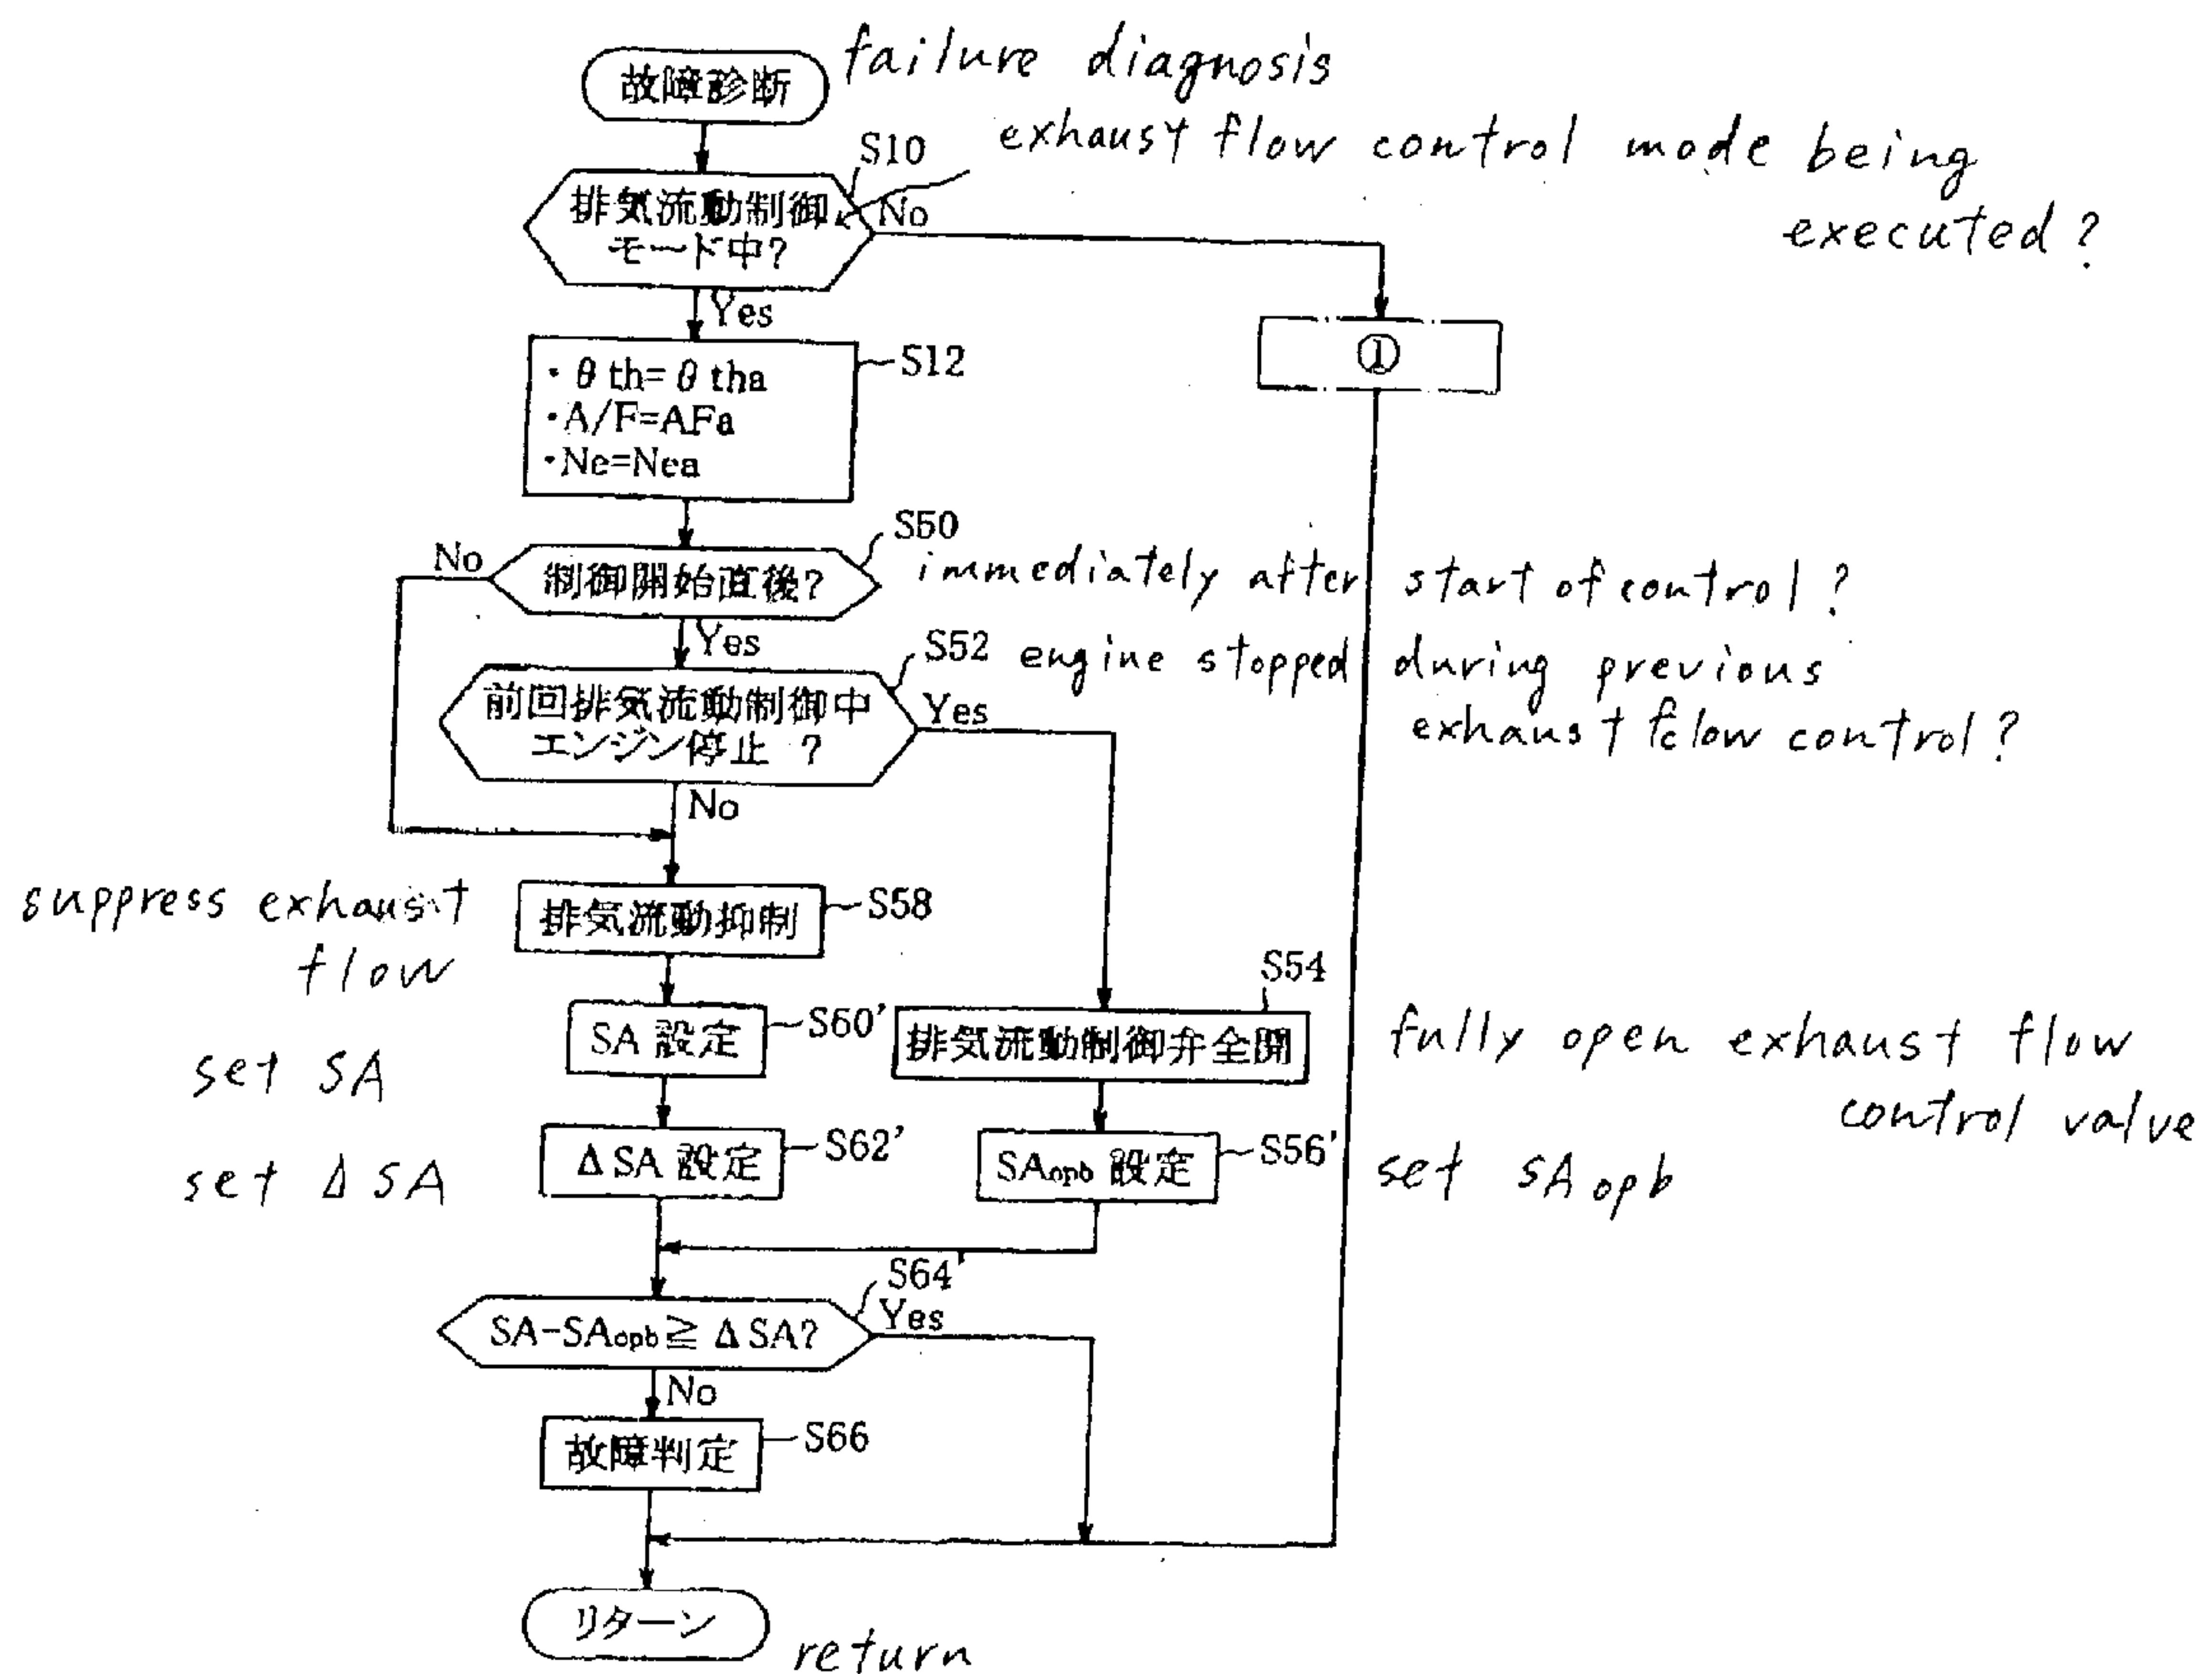 故障診断
failure diagnosis
S10
exhaust flow control mode being
executed?
排気流動制御
モード中?
No
Yes
①
S12
・θth=θtha
・A/F=AFa
・Ne=Nea
S50
No
制御開始直後?
immediately after start of control?
Yes
S52
engine stopped during previous
exhaust flow control?
前回排気流動制御中
エンジン停止 ?
Yes
No
suppress exhaust
flow
排気流動抑制
S58
S54
set SA
SA 設定
S60'
排気流動制御弁全開
fully open exhaust flow
control valve
set ΔSA
ΔSA 設定
S62'
SAopb 設定
S56'
set SAopb
S64'
SA-SAopb≧ΔSA?
Yes
No
故障判定
S66
リターン
return